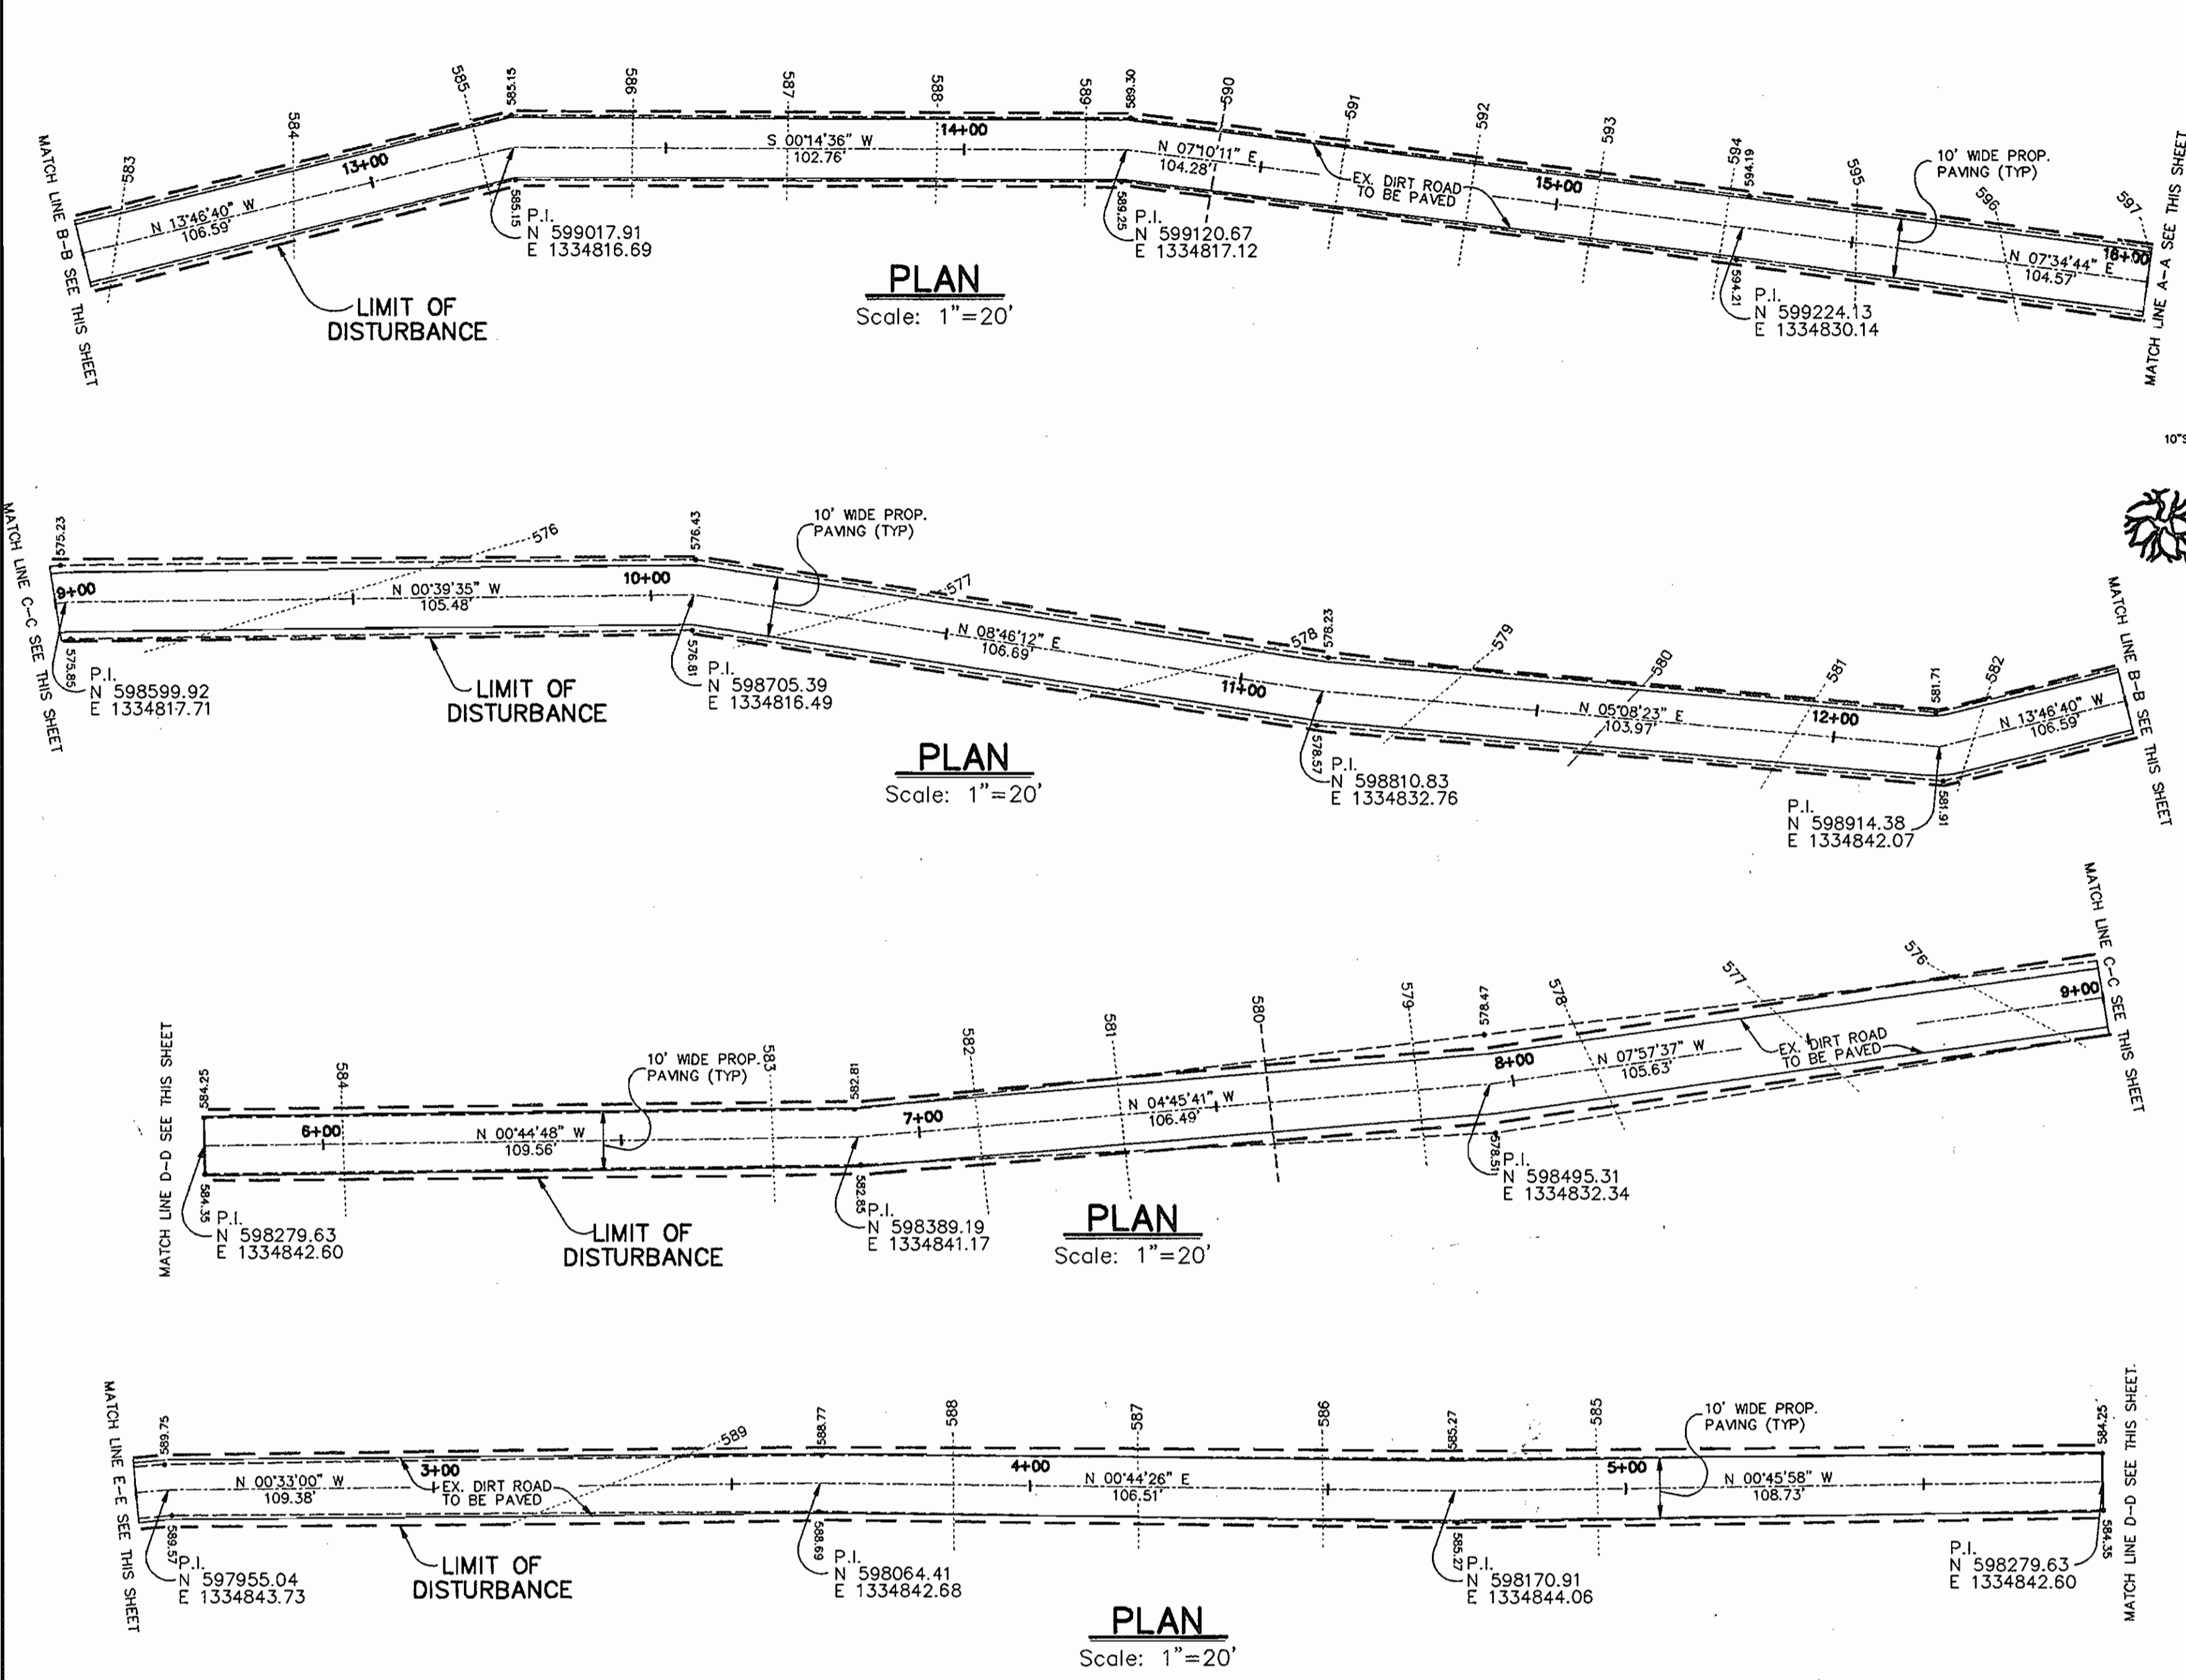 MATCH LINE B-B SEE THIS SHEET
583
584
585
585.15
586
587
588
589
589.30
590
591
592
593
594
594.19
595
596
597
MATCH LINE A-A SEE THIS SHEET
N 13°46'40" W
106.59'
13+00
S 00°14'36" W
102.76'
14+00
N 07°10'11" E
104.28'
EX. DIRT ROAD
TO BE PAVED
15+00
10' WIDE PROP.
PAVING (TYP)
N 07°34'44" E
104.57'
16+00
585.15
P.I.
N 599017.91
E 1334816.69
589.25
P.I.
N 599120.67
E 1334817.12
594.21
P.I.
N 599224.13
E 1334830.14
LIMIT OF
DISTURBANCE
PLAN
Scale: 1"=20'
10"S
MATCH LINE C-C SEE THIS SHEET
575.23
576
576.43
10' WIDE PROP.
PAVING (TYP)
577
578
578.23
579
580
581
581.71
582
MATCH LINE B-B SEE THIS SHEET
9+00
N 00°39'35" W
105.48'
10+00
N 08°46'12" E
106.69'
11+00
N 05°08'23" E
103.97'
12+00
N 13°46'40" W
106.59'
575.85
P.I.
N 598599.92
E 1334817.71
576.81
P.I.
N 598705.39
E 1334816.49
578.57
P.I.
N 598810.83
E 1334832.76
581.91
P.I.
N 598914.38
E 1334842.07
LIMIT OF
DISTURBANCE
PLAN
Scale: 1"=20'
MATCH LINE D-D SEE THIS SHEET
584.25
584
10' WIDE PROP.
PAVING (TYP)
583
582.81
582
581
580
579
578.47
578
577
576
MATCH LINE C-C SEE THIS SHEET
6+00
N 00°44'48" W
109.56'
7+00
N 04°45'41" W
106.49'
8+00
N 07°57'37" W
105.63'
EX. DIRT ROAD
TO BE PAVED
9+00
584.35
P.I.
N 598279.63
E 1334842.60
582.85
P.I.
N 598389.19
E 1334841.17
578.51
P.I.
N 598495.31
E 1334832.34
LIMIT OF
DISTURBANCE
PLAN
Scale: 1"=20'
MATCH LINE E-E SEE THIS SHEET
589.75
589
588.77
588
587
586
585.27
585
10' WIDE PROP.
PAVING (TYP)
584.25'
MATCH LINE D-D SEE THIS SHEET.
N 00°33'00" W
109.38'
3+00
EX. DIRT ROAD
TO BE PAVED
4+00
N 00°44'26" E
106.51'
5+00
N 00°45'58" W
108.73'
589.57
P.I.
N 597955.04
E 1334843.73
588.69
P.I.
N 598064.41
E 1334842.68
585.27
P.I.
N 598170.91
E 1334844.06
584.35
P.I.
N 598279.63
E 1334842.60
LIMIT OF
DISTURBANCE
PLAN
Scale: 1"=20'